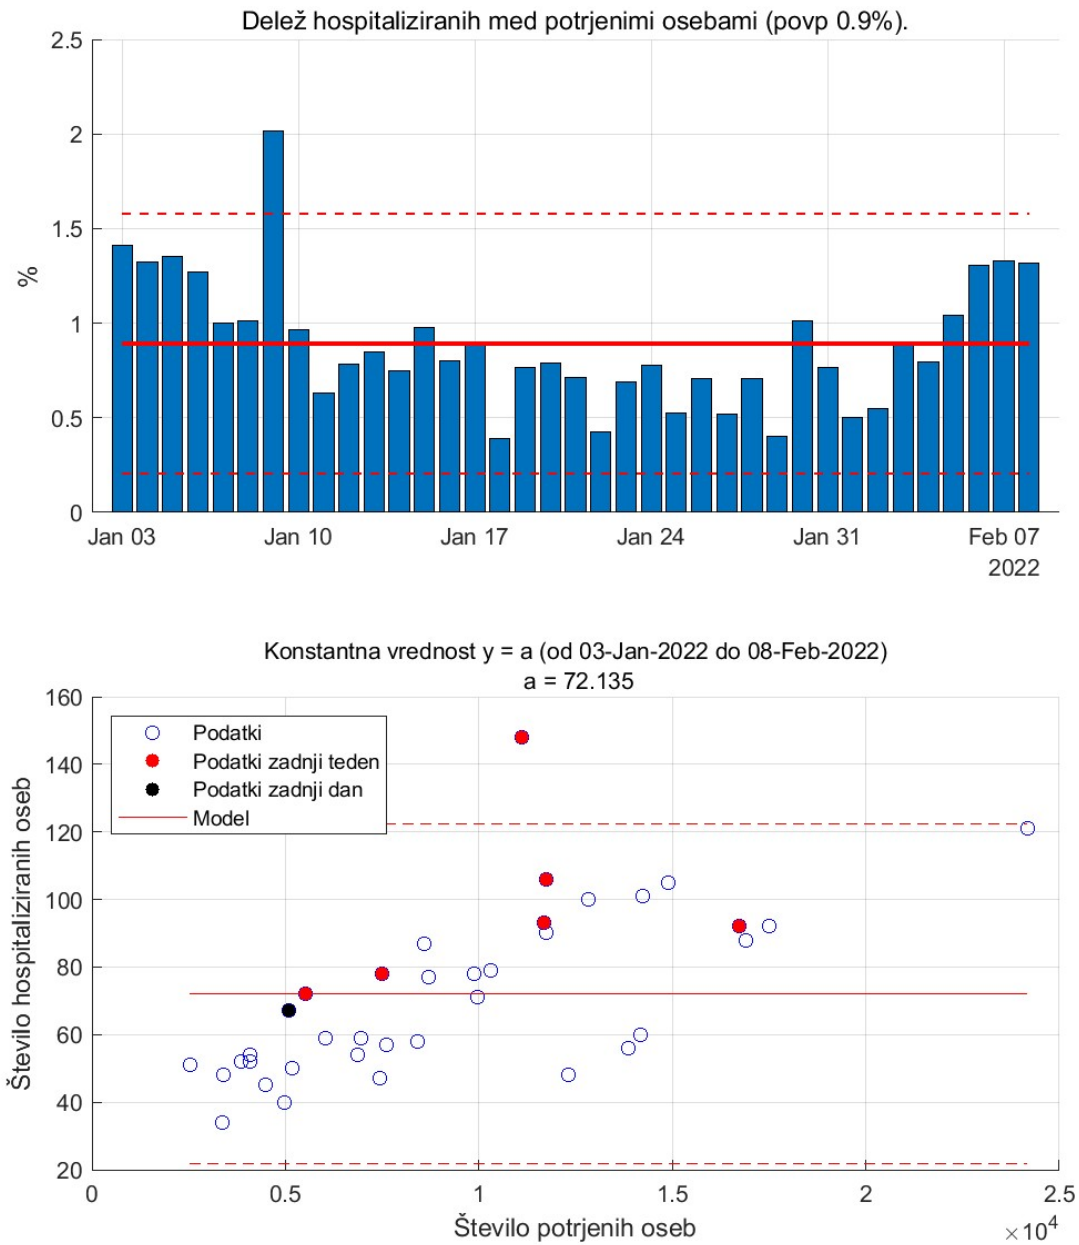 Delež hospitaliziranih med potrjenimi osebami (povp 0.9%).
2.5
2
1.5
1
0.5
0
%
Jan 03 Jan 10 Jan 17 Jan 24 Jan 31 Feb 07
2022
Konstantna vrednost y = a (od 03-Jan-2022 do 08-Feb-2022)
a = 72.135
160
140
120
100
80
60
40
20
Število hospitaliziranih oseb
Podatki
Podatki zadnji teden
Podatki zadnji dan
Model
0 0.5 1 1.5 2 2.5
Število potrjenih oseb
×10⁴